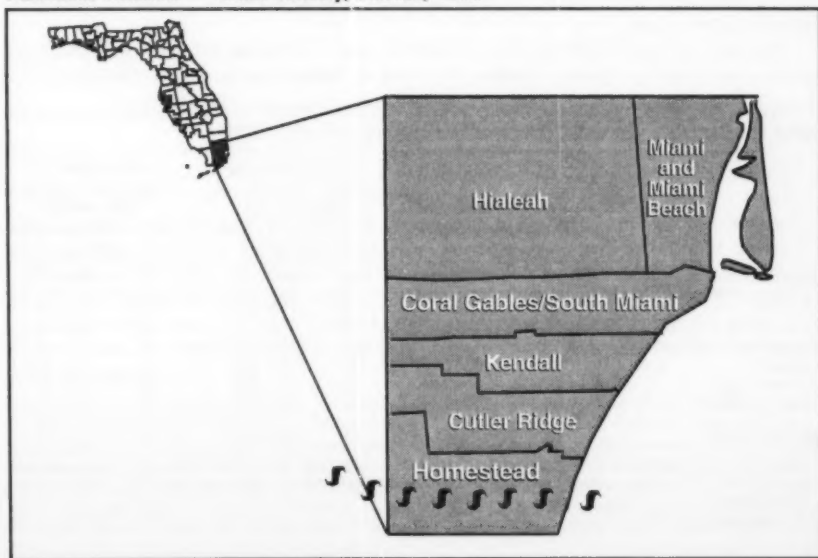 Hialeah
Miami
and
Miami
Beach
Coral Gables/South Miami
Kendall
Cutler Ridge
Homestead